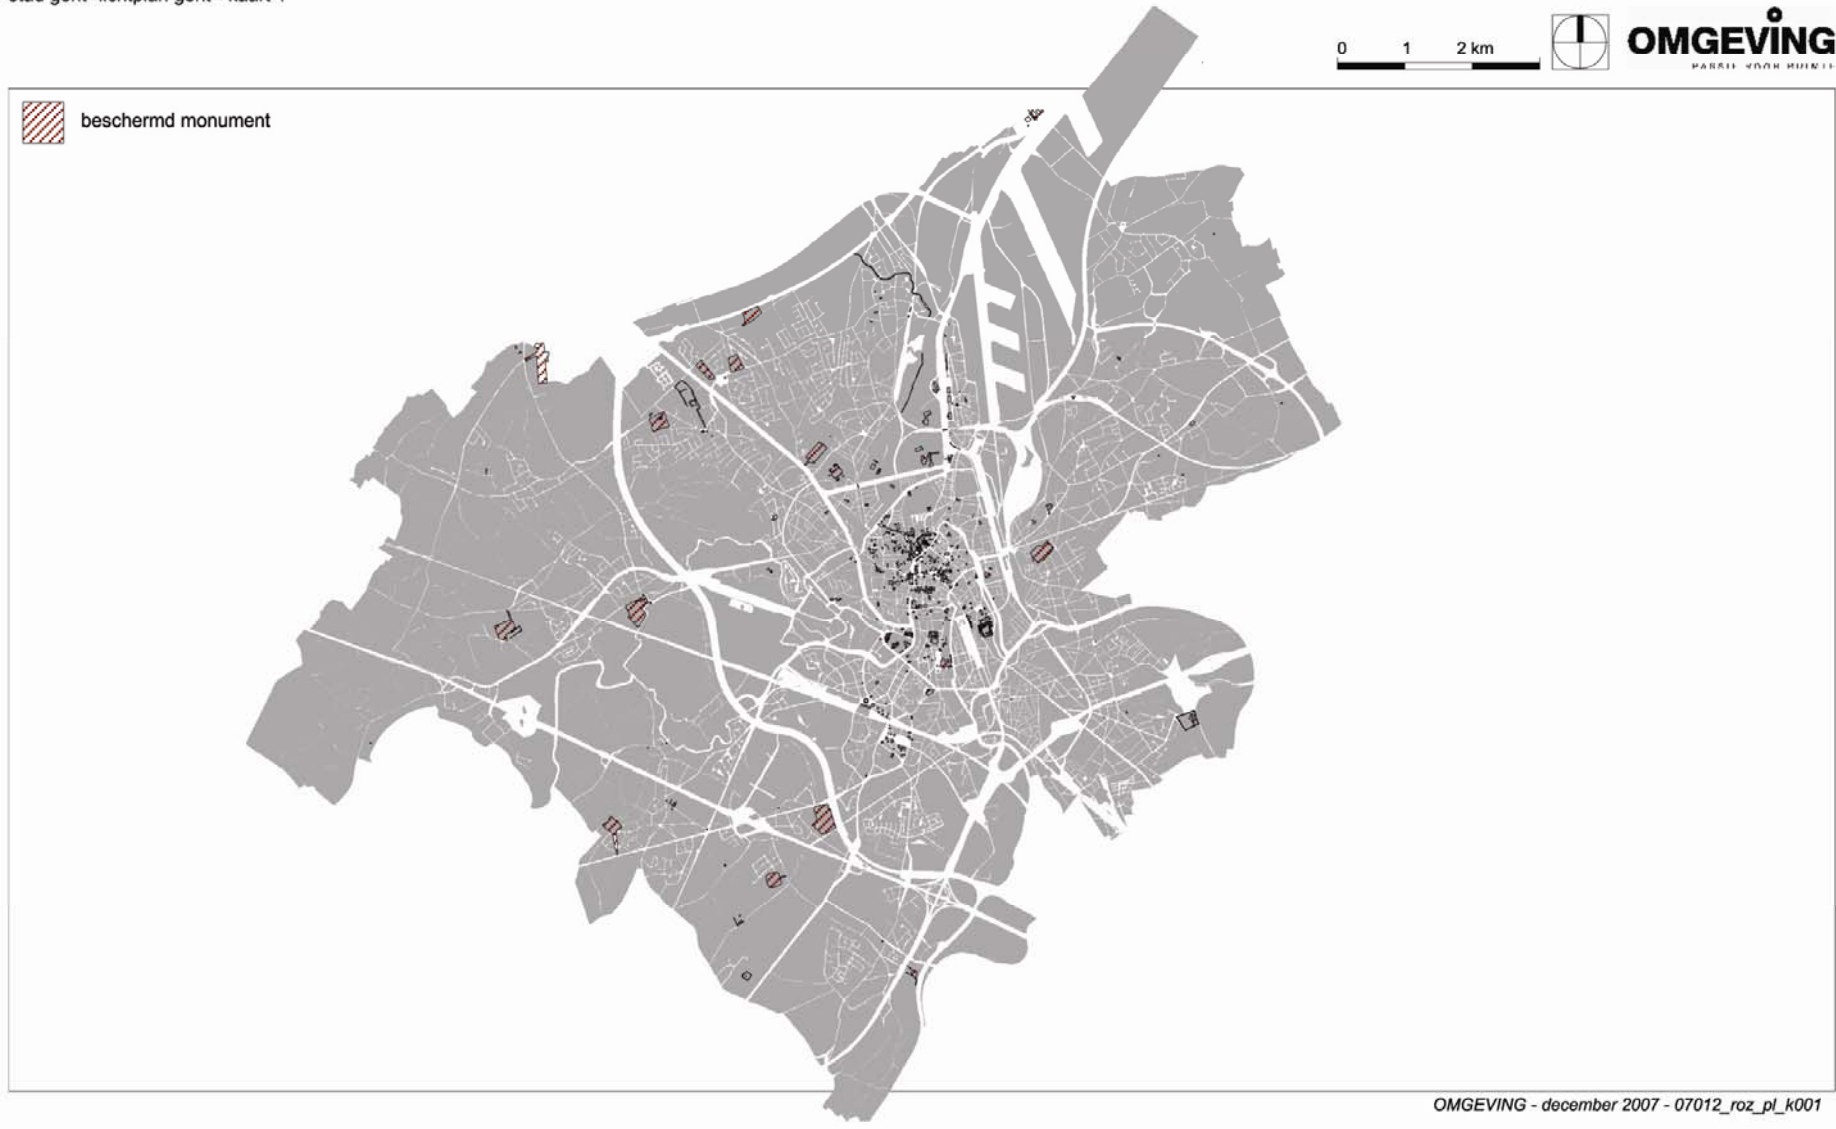 0 1 2 km
OMGEVING
beschermd monument
OMGEVING - december 2007 - 07012_roz_pl_k001